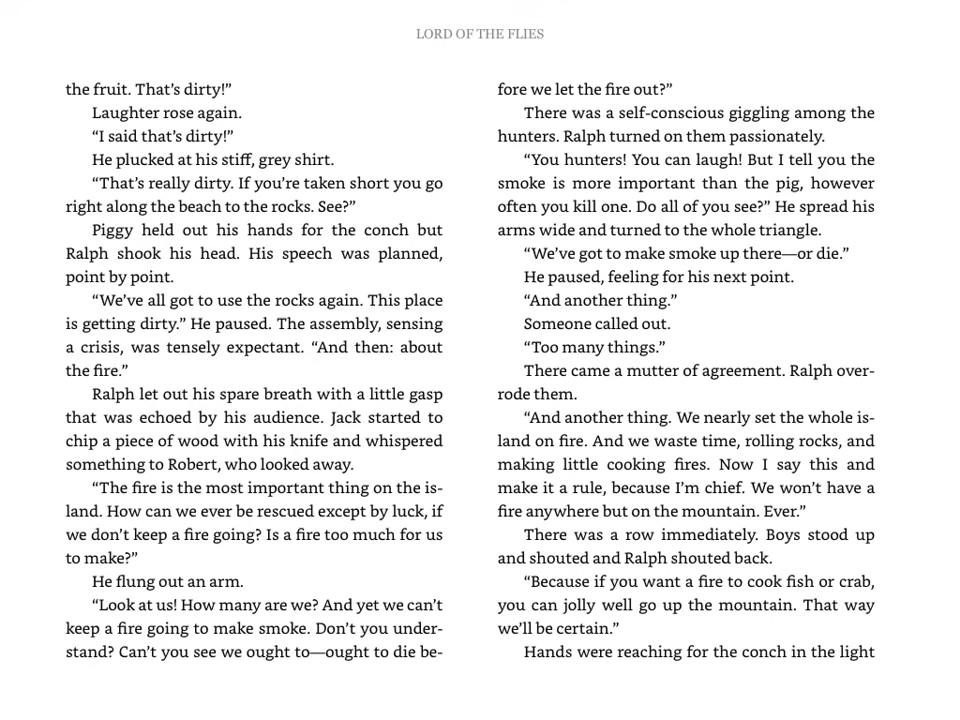 LORD OF THE FLIES
the fruit. That’s dirty!”
Laughter rose again.
“I said that’s dirty!”
He plucked at his stiff, grey shirt.
“That’s really dirty. If you’re taken short you go
right along the beach to the rocks. See?”
Piggy held out his hands for the conch but
Ralph shook his head. His speech was planned,
point by point.
“We’ve all got to use the rocks again. This place
is getting dirty.” He paused. The assembly, sensing
a crisis, was tensely expectant. “And then: about
the fire.”
Ralph let out his spare breath with a little gasp
that was echoed by his audience. Jack started to
chip a piece of wood with his knife and whispered
something to Robert, who looked away.
“The fire is the most important thing on the is-
land. How can we ever be rescued except by luck, if
we don’t keep a fire going? Is a fire too much for us
to make?”
He flung out an arm.
“Look at us! How many are we? And yet we can’t
keep a fire going to make smoke. Don’t you under-
stand? Can’t you see we ought to—ought to die be-
fore we let the fire out?”
There was a self-conscious giggling among the
hunters. Ralph turned on them passionately.
“You hunters! You can laugh! But I tell you the
smoke is more important than the pig, however
often you kill one. Do all of you see?” He spread his
arms wide and turned to the whole triangle.
“We’ve got to make smoke up there—or die.”
He paused, feeling for his next point.
“And another thing.”
Someone called out.
“Too many things.”
There came a mutter of agreement. Ralph over-
rode them.
“And another thing. We nearly set the whole is-
land on fire. And we waste time, rolling rocks, and
making little cooking fires. Now I say this and
make it a rule, because I’m chief. We won’t have a
fire anywhere but on the mountain. Ever.”
There was a row immediately. Boys stood up
and shouted and Ralph shouted back.
“Because if you want a fire to cook fish or crab,
you can jolly well go up the mountain. That way
we’ll be certain.”
Hands were reaching for the conch in the light